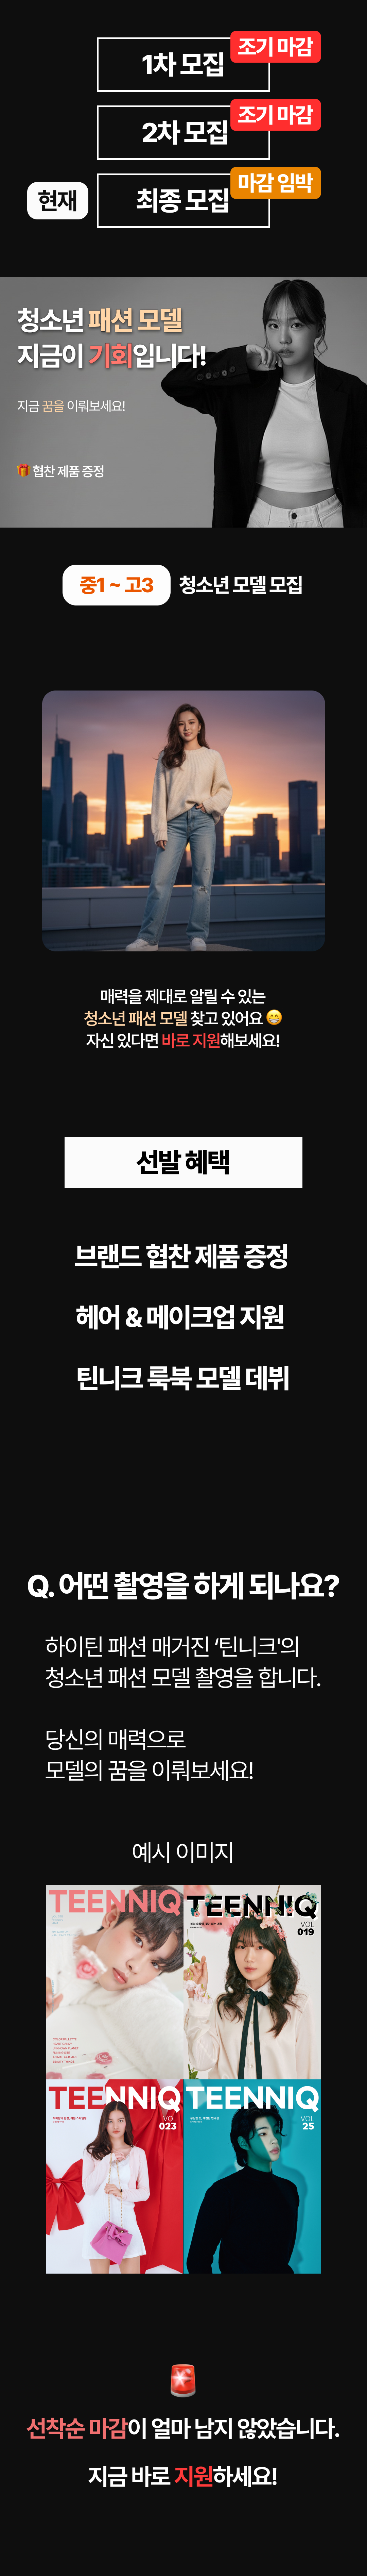 1차 모집
조기 마감
2차 모집
조기 마감
현재
최종 모집
마감 임박
청소년 패션 모델
지금이 기회입니다!
지금 꿈을 이뤄보세요!
🎁 협찬 제품 증정
중1 ~ 고3
청소년 모델 모집
매력을 제대로 알릴 수 있는
청소년 패션 모델 찾고 있어요 😁
자신 있다면 바로 지원해보세요!
선발 혜택
브랜드 협찬 제품 증정
헤어 & 메이크업 지원
틴니크 룩북 모델 데뷔
Q. 어떤 촬영을 하게 되나요?
하이틴 패션 매거진 ‘틴니크'의
청소년 패션 모델 촬영을 합니다.
당신의 매력으로
모델의 꿈을 이뤄보세요!
예시 이미지
TEENNIQ
TEENNIQ
VOL
019
TEENNIQ
VOL
023
TEENNIQ
VOL
25
🚨
선착순 마감이 얼마 남지 않았습니다.
지금 바로 지원하세요!